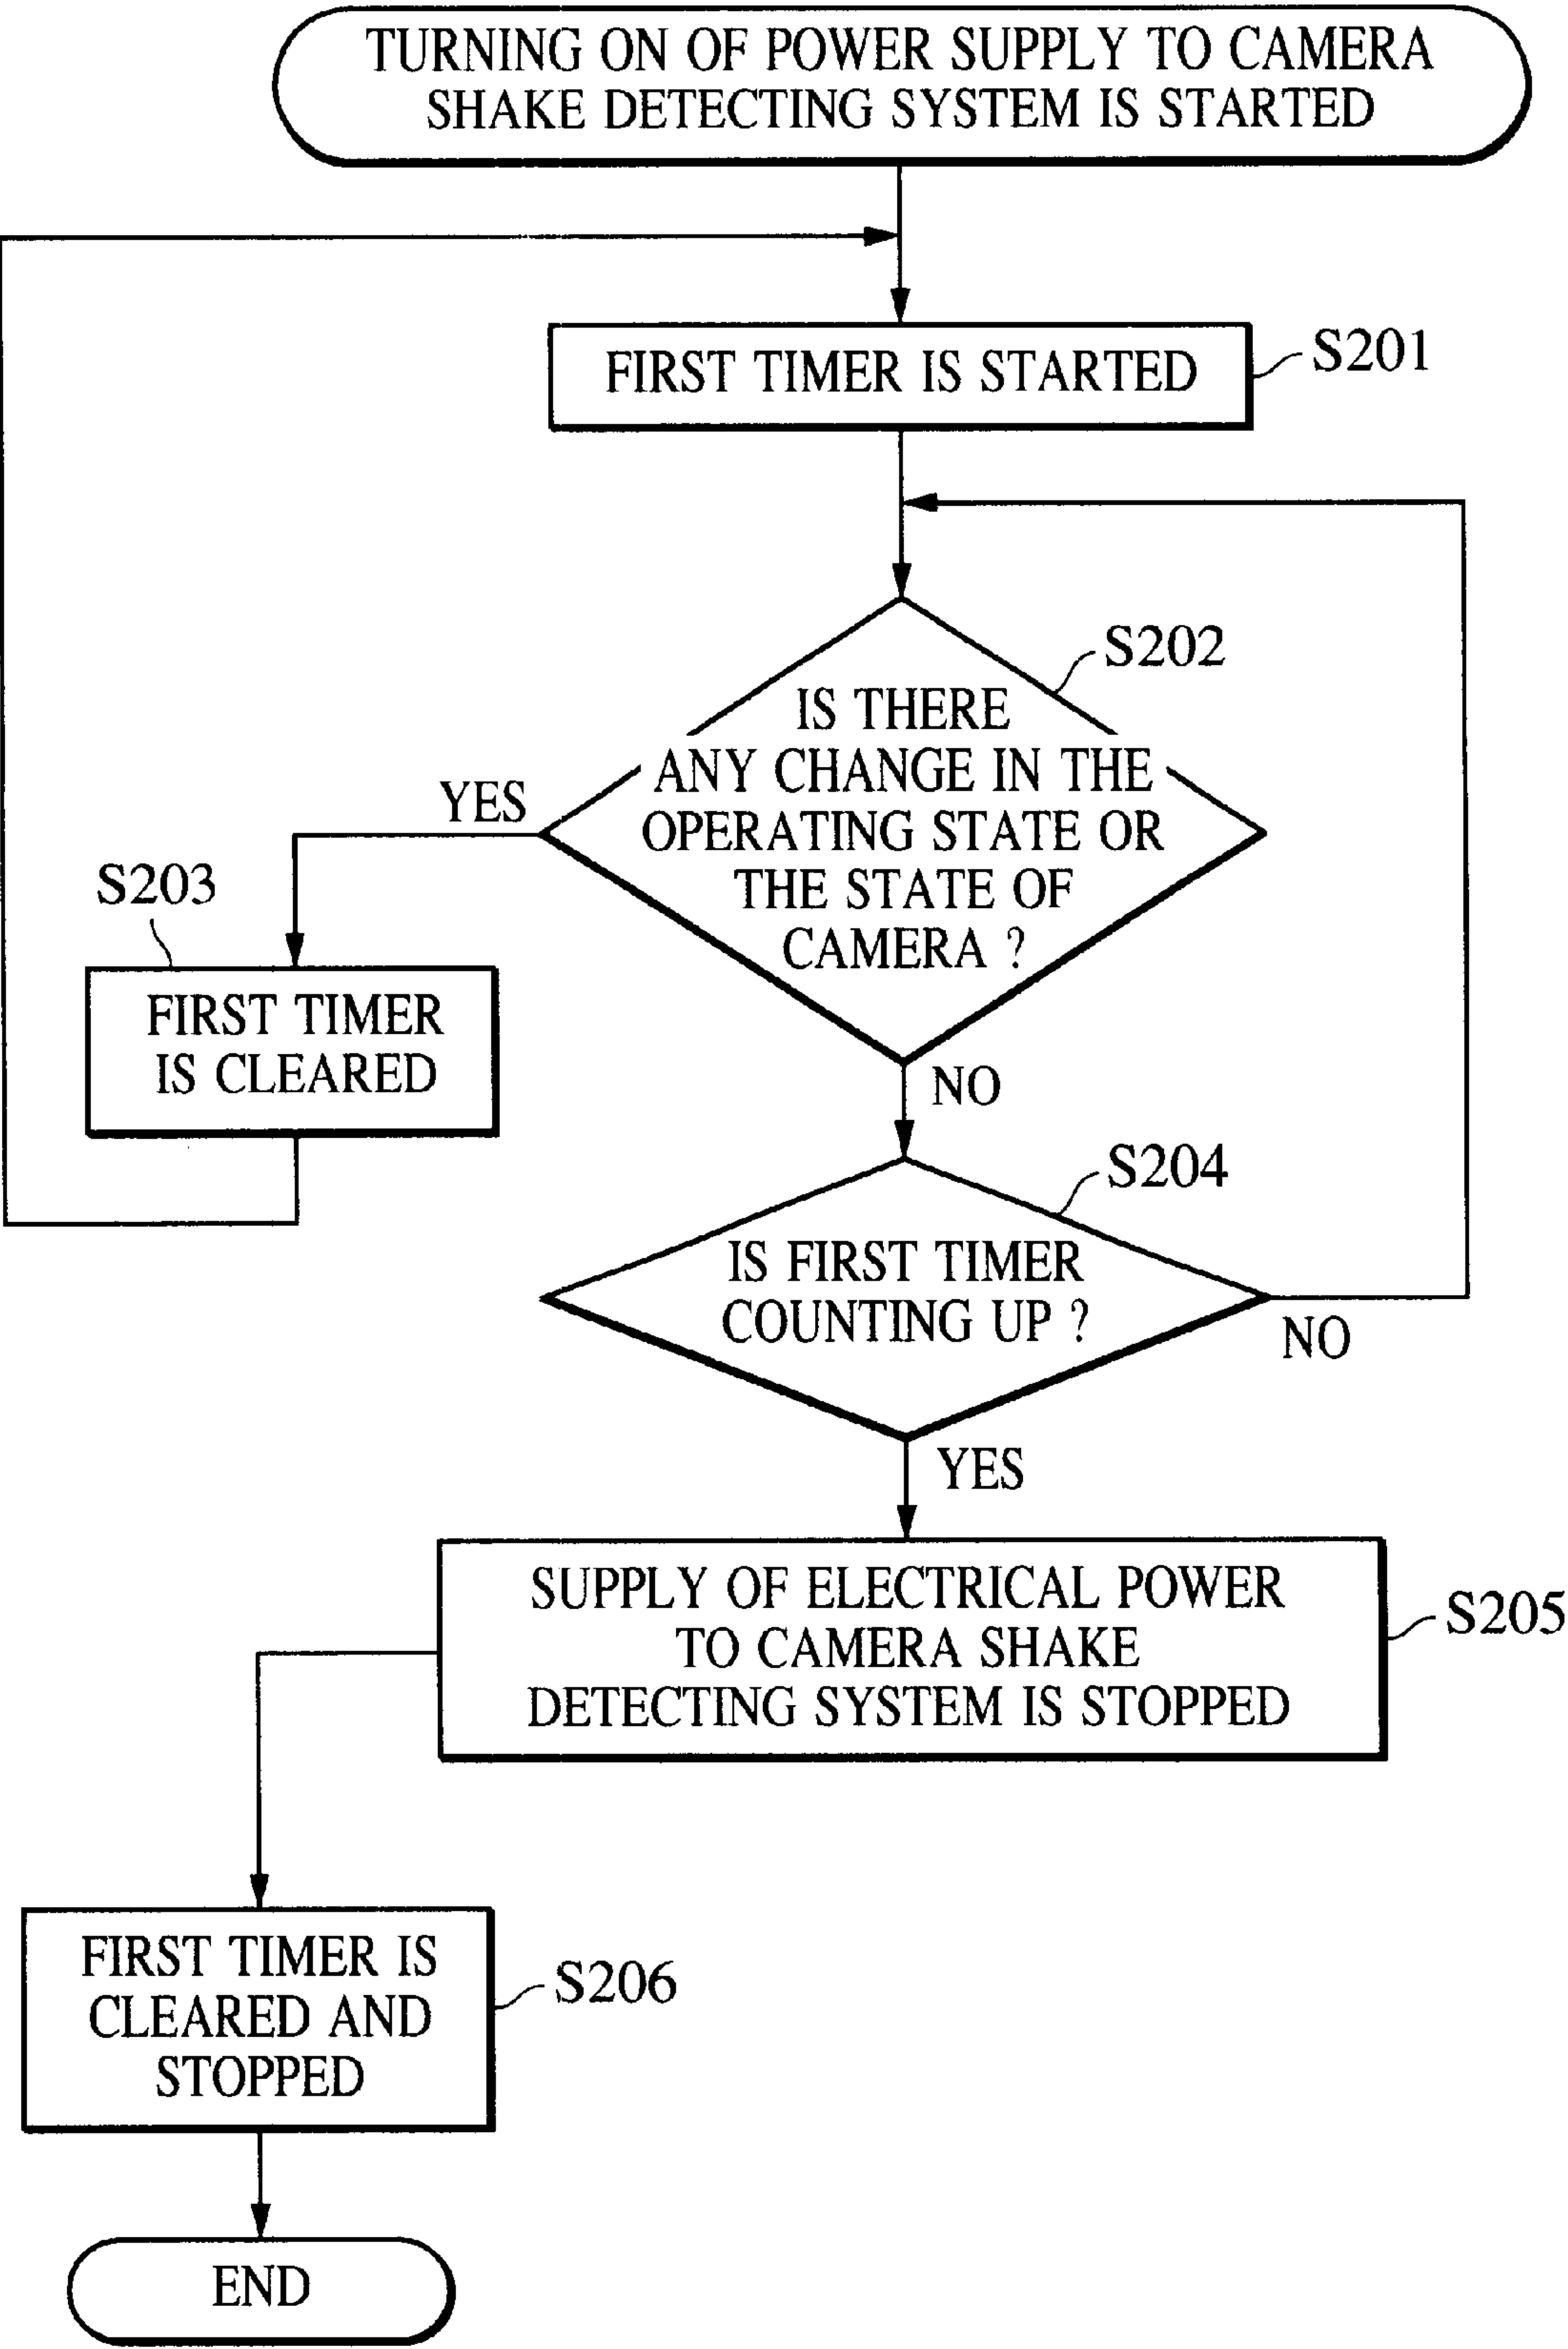 TURNING ON OF POWER SUPPLY TO CAMERA
SHAKE DETECTING SYSTEM IS STARTED
FIRST TIMER IS STARTED
S201
S202
IS THERE
ANY CHANGE IN THE
OPERATING STATE OR
THE STATE OF
CAMERA ?
YES
S203
FIRST TIMER
IS CLEARED
NO
S204
IS FIRST TIMER
COUNTING UP ?
NO
YES
SUPPLY OF ELECTRICAL POWER
TO CAMERA SHAKE
DETECTING SYSTEM IS STOPPED
S205
FIRST TIMER IS
CLEARED AND
STOPPED
S206
END